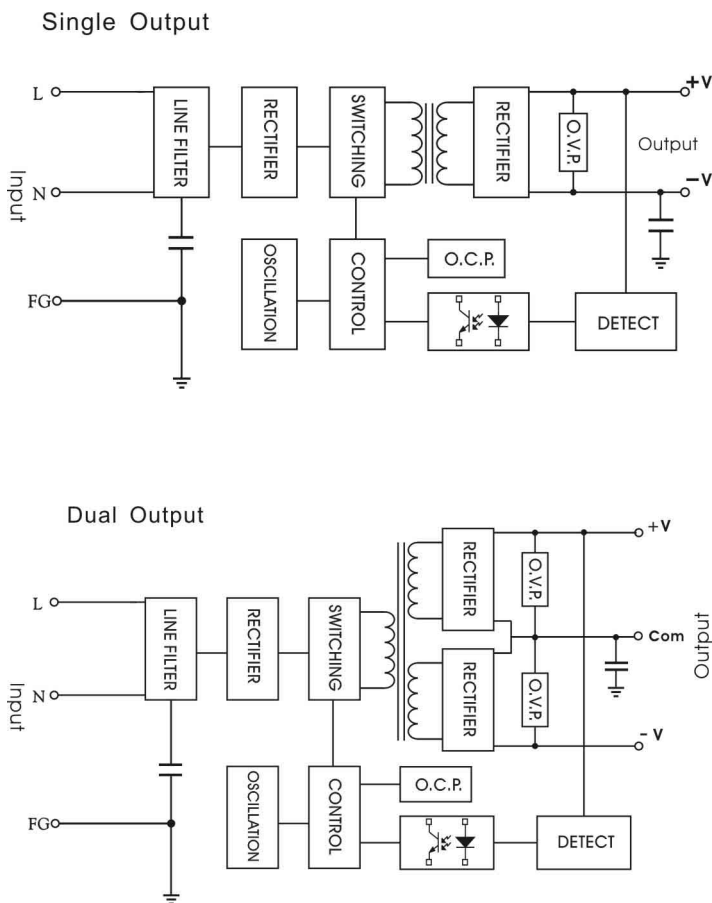 Single Output
L
LINE FILTER
RECTIFIER
SWITCHING
RECTIFIER
O.V.P.
+V
Output
-V
Input
N
FG
OSCILLATION
CONTROL
O.C.P.
DETECT
Dual Output
L
LINE FILTER
RECTIFIER
SWITCHING
RECTIFIER
RECTIFIER
O.V.P.
O.V.P.
+V
Com
- V
Output
Input
N
FG
OSCILLATION
CONTROL
O.C.P.
DETECT